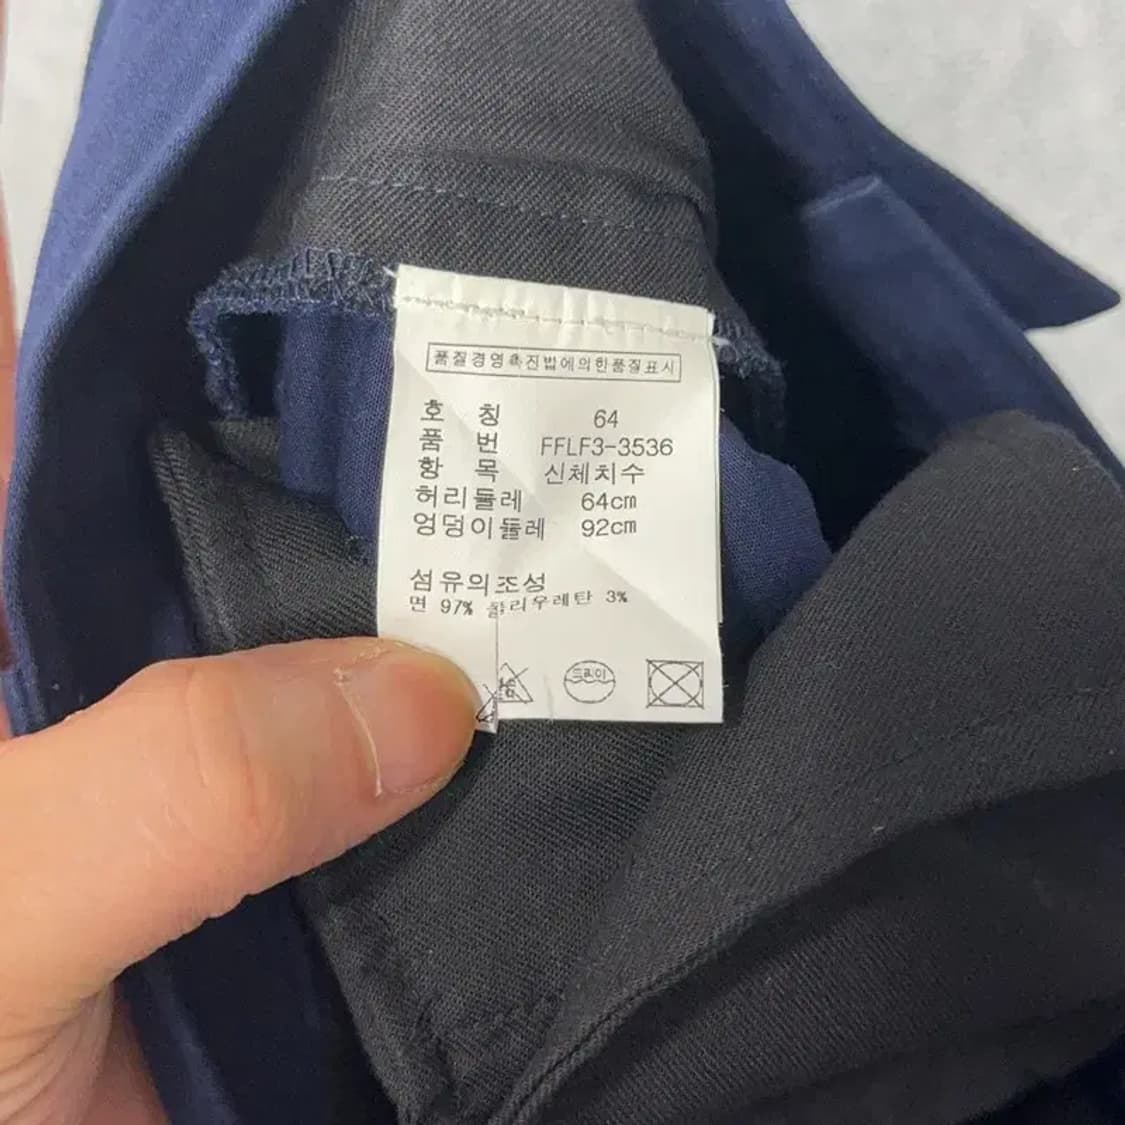 품질경영촉진법에의한품질표시
호 칭 64
품 번 FFLF3-3536
항 목 신체치수
허리둘레 64cm
엉덩이둘레 92cm
섬유의조성
면 97% 폴리우레탄 3%
드라이